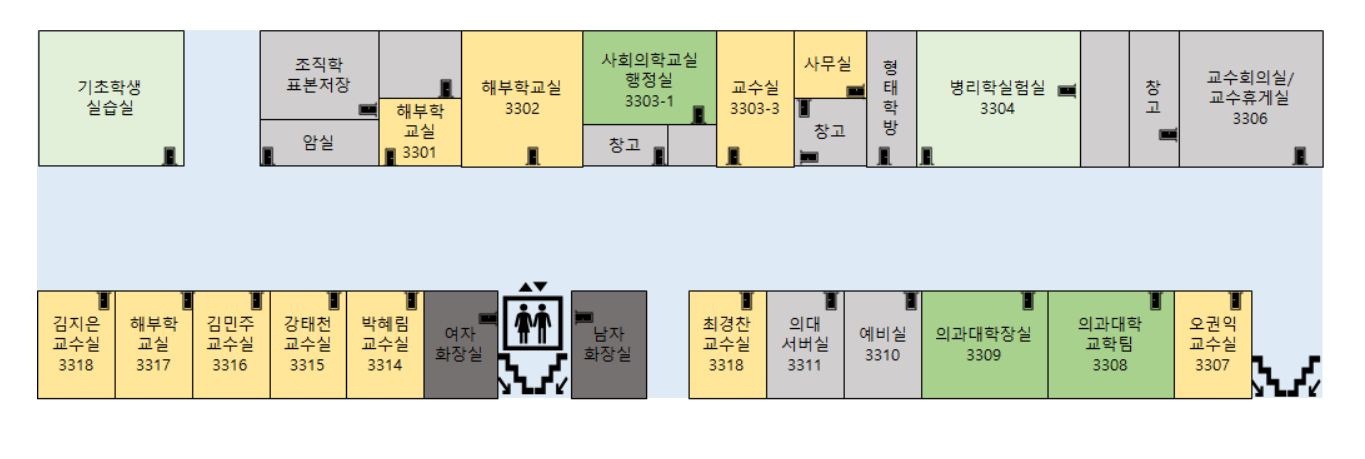 기초학생
실습실
조직학
표본저장
암실
해부학
교실
3301
해부학교실
3302
사회의학교실
행정실
3303-1
창고
교수실
3303-3
사무실
창고
형
태
학
방
병리학실험실
3304
창
고
교수회의실/
교수휴게실
3306
김지은
교수실
3318
해부학
교실
3317
김민주
교수실
3316
강태천
교수실
3315
박혜림
교수실
3314
여자
화장실
남자
화장실
최경찬
교수실
3318
의대
서버실
3311
예비실
3310
의과대학장실
3309
의과대학
교학팀
3308
오권익
교수실
3307